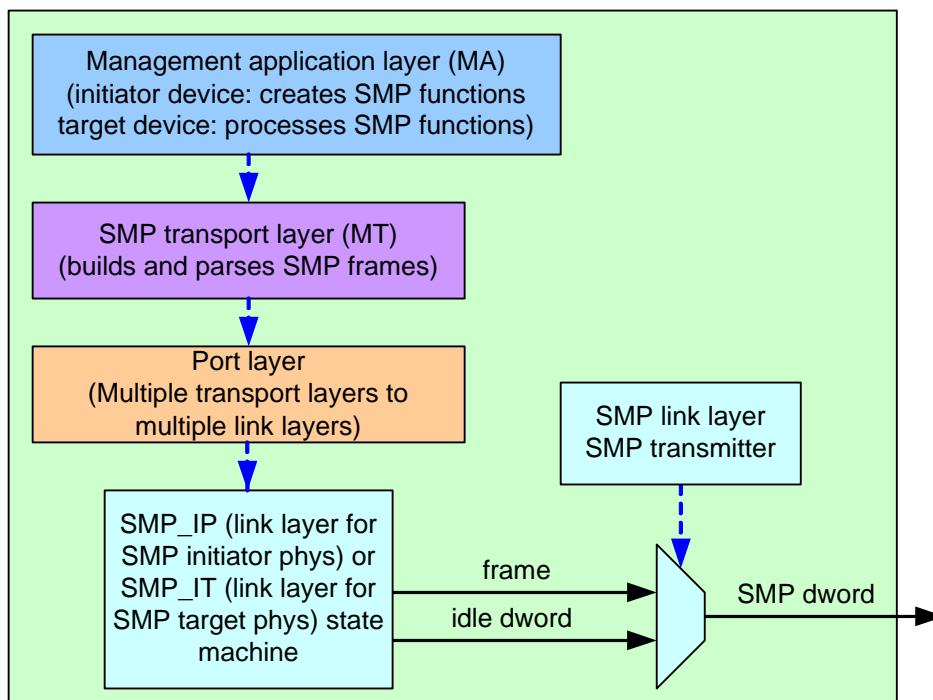 Management application layer (MA)
(initiator device: creates SMP functions
target device: processes SMP functions)
SMP transport layer (MT)
(builds and parses SMP frames)
Port layer
(Multiple transport layers to
multiple link layers)
SMP link layer
SMP transmitter
SMP_IP (link layer for
SMP initiator phys) or
SMP_IT (link layer for
SMP target phys) state
machine
frame
idle dword
SMP dword